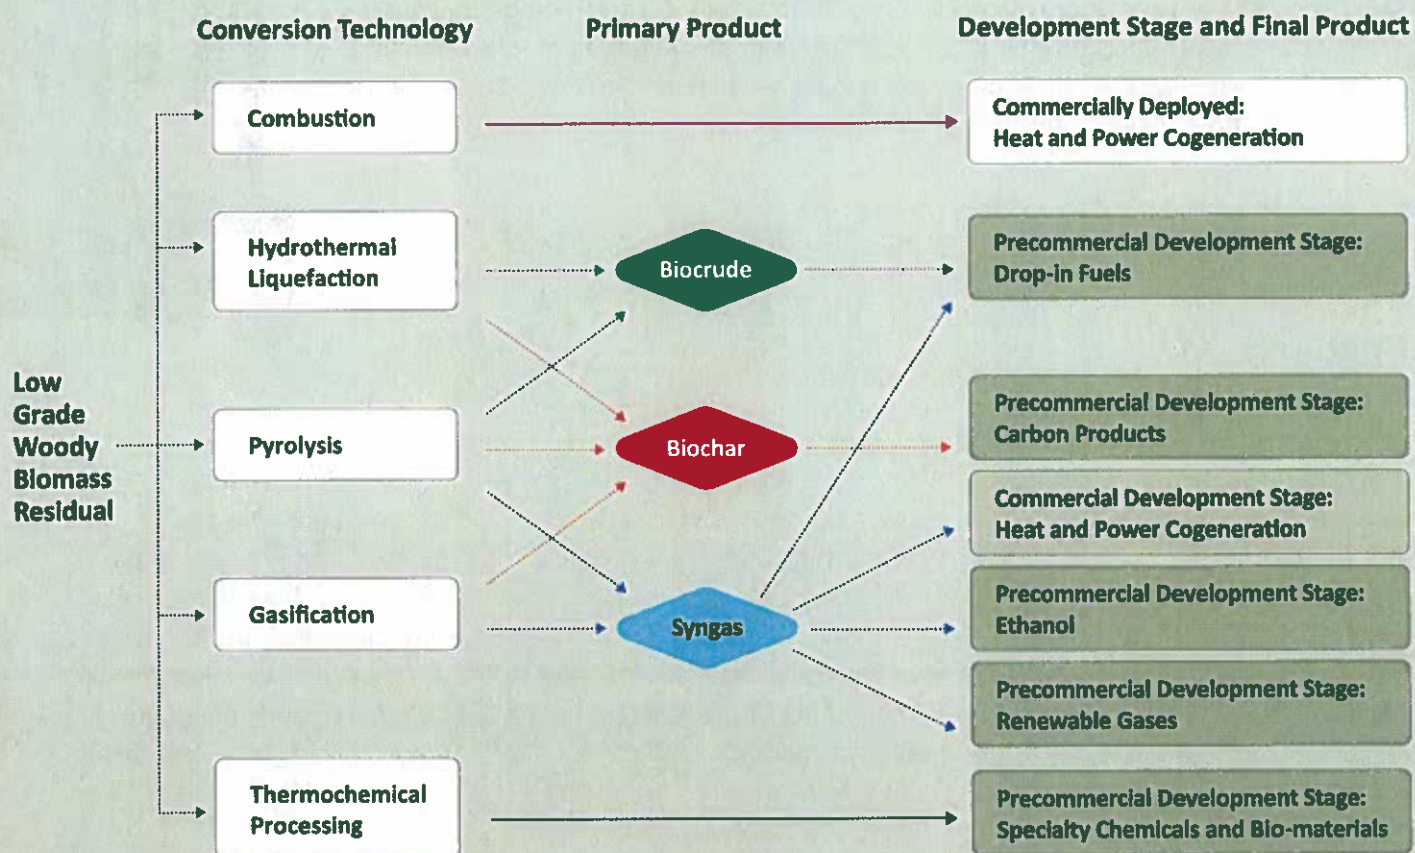 Conversion Technology
Primary Product
Development Stage and Final Product
Low
Grade
Woody
Biomass
Residual
Combustion
Commercially Deployed:
Heat and Power Cogeneration
Hydrothermal
Liquefaction
Biocrude
Precommercial Development Stage:
Drop-in Fuels
Pyrolysis
Biochar
Precommercial Development Stage:
Carbon Products
Commercial Development Stage:
Heat and Power Cogeneration
Gasification
Syngas
Precommercial Development Stage:
Ethanol
Precommercial Development Stage:
Renewable Gases
Thermochemical
Processing
Precommercial Development Stage:
Specialty Chemicals and Bio-materials